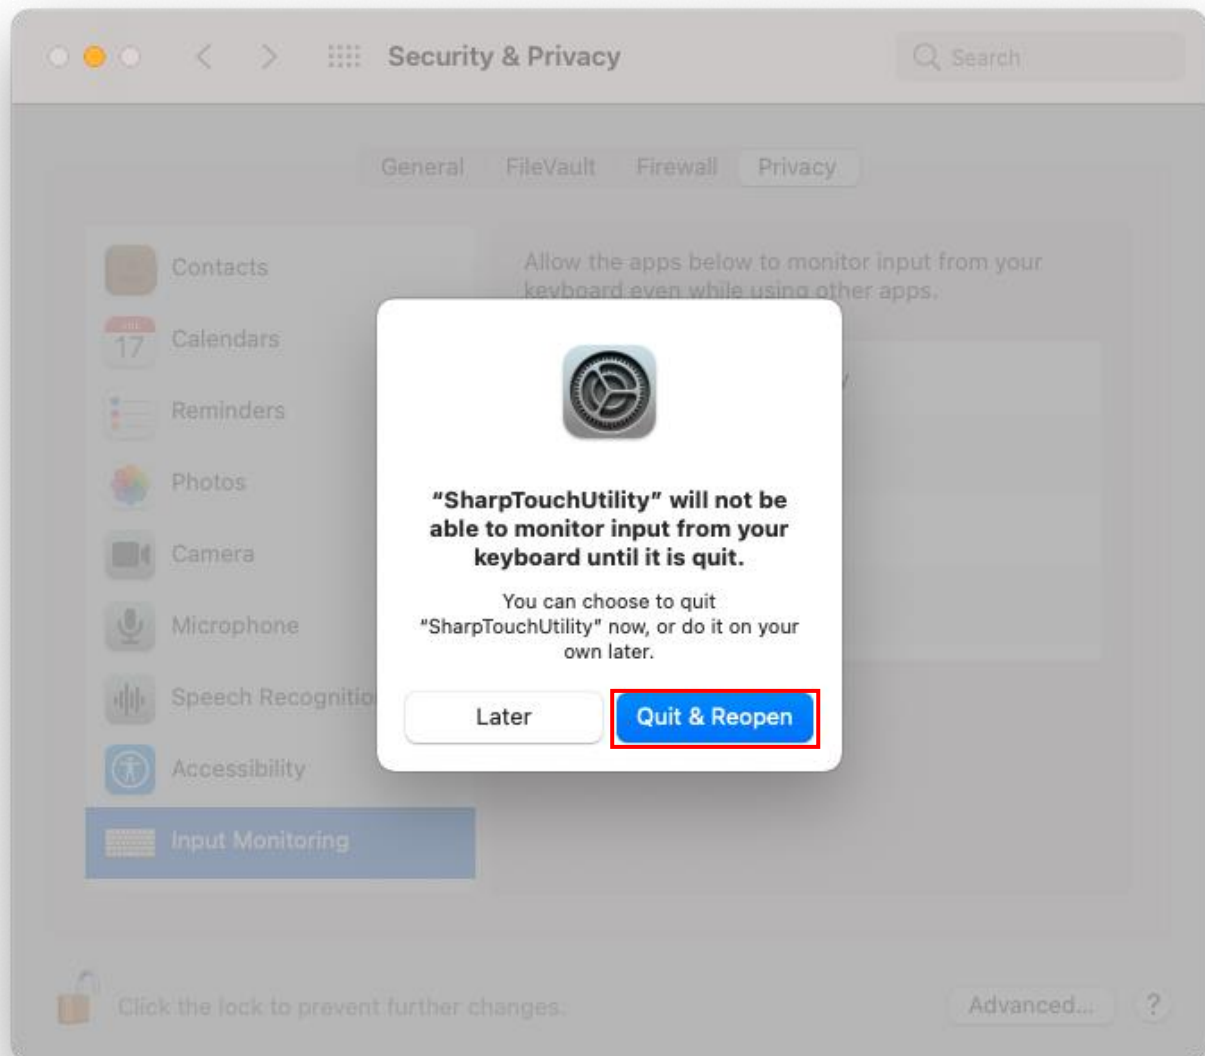 Security & Privacy
Search
General
FileVault
Firewall
Privacy
Contacts
JUL
17
Calendars
Reminders
Photos
Camera
Microphone
Speech Recognitio
Accessibility
Input Monitoring
Allow the apps below to monitor input from your
keyboard even while using other apps.
y
“SharpTouchUtility” will not be
able to monitor input from your
keyboard until it is quit.
You can choose to quit
“SharpTouchUtility” now, or do it on your
own later.
Later
Quit & Reopen
Click the lock to prevent further changes.
Advanced...
?